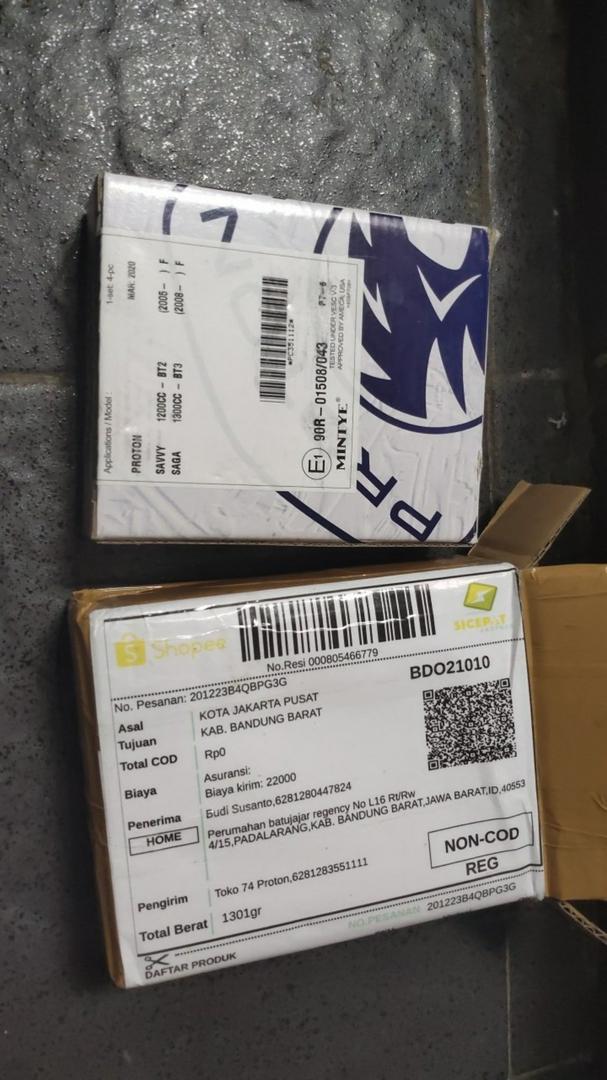 1-set: 4-pc
MAR. 2020
Applications / Model :
PROTON
SAVVY 1200CC - BT2 (2005- ) F
SAGA 1300CC - BT3 (2008- ) F
*PC351112*
E1 90R-01508/043
TESTED UNDER VESC V3
APPROVED BY AMECA, USA
MINTYE®
PR
Shopee
SICEPAT
EKSPRES
No.Resi 000805466779
No. Pesanan: 201223B4QBPG3G
BDO21010
Asal KOTA JAKARTA PUSAT
Tujuan KAB. BANDUNG BARAT
Total COD Rp0
Asuransi:
Biaya Biaya kirim: 22000
Penerima Budi Susanto,6281280447824
HOME Perumahan batujajar regency No L16 Rt/Rw
4/15,PADALARANG,KAB. BANDUNG BARAT,JAWA BARAT,ID,40553
NON-COD
REG
Pengirim Toko 74 Proton,6281283551111
Total Berat 1301gr
NO.PESANAN 201223B4QBPG3G
DAFTAR PRODUK